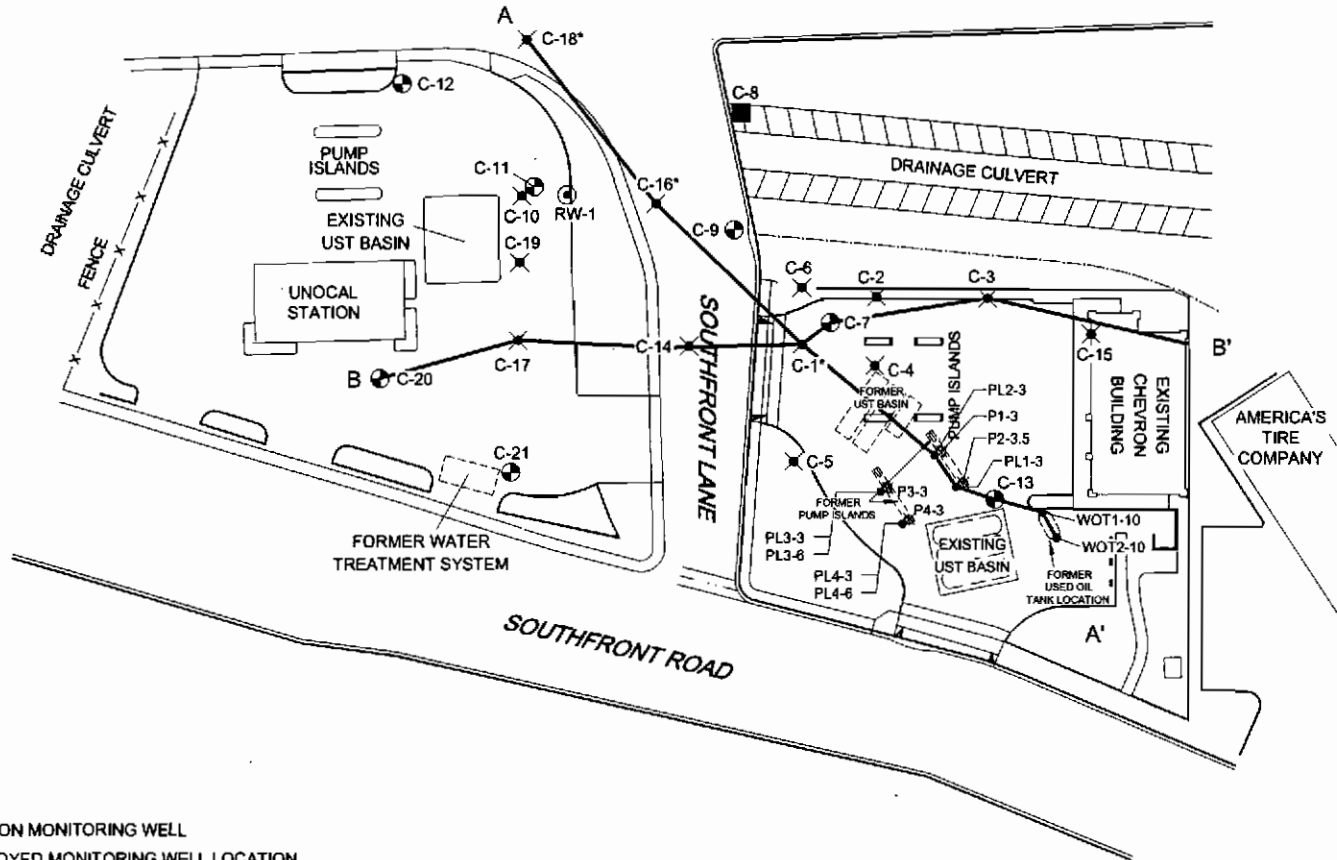 A
C-18*
C-12
C-8
DRAINAGE CULVERT
FENCE
PUMP
ISLANDS
C-11
C-10
RW-1
C-16*
DRAINAGE CULVERT
EXISTING
UST BASIN
C-19
C-9
UNOCAL
STATION
C-6
C-2
C-3
C-7
C-17
C-14
C-1*
C-15
B'
B
C-20
SOUTHFRONT LANE
C-4
FORMER
UST BASIN
PUMP ISLANDS
PL2-3
P1-3
P2-3.5
PL1-3
EXISTING
CHEVRON
BUILDING
AMERICA'S
TIRE
COMPANY
C-21
C-5
C-13
FORMER WATER
TREATMENT SYSTEM
P3-3
FORMER
PUMP ISLANDS
P4-3
PL3-3
PL3-6
PL4-3
PL4-6
EXISTING
UST BASIN
WOT1-10
WOT2-10
FORMER
USED OIL
TANK LOCATION
A'
SOUTHFRONT ROAD
ON MONITORING WELL
OYED MONITORING WELL LOCATION